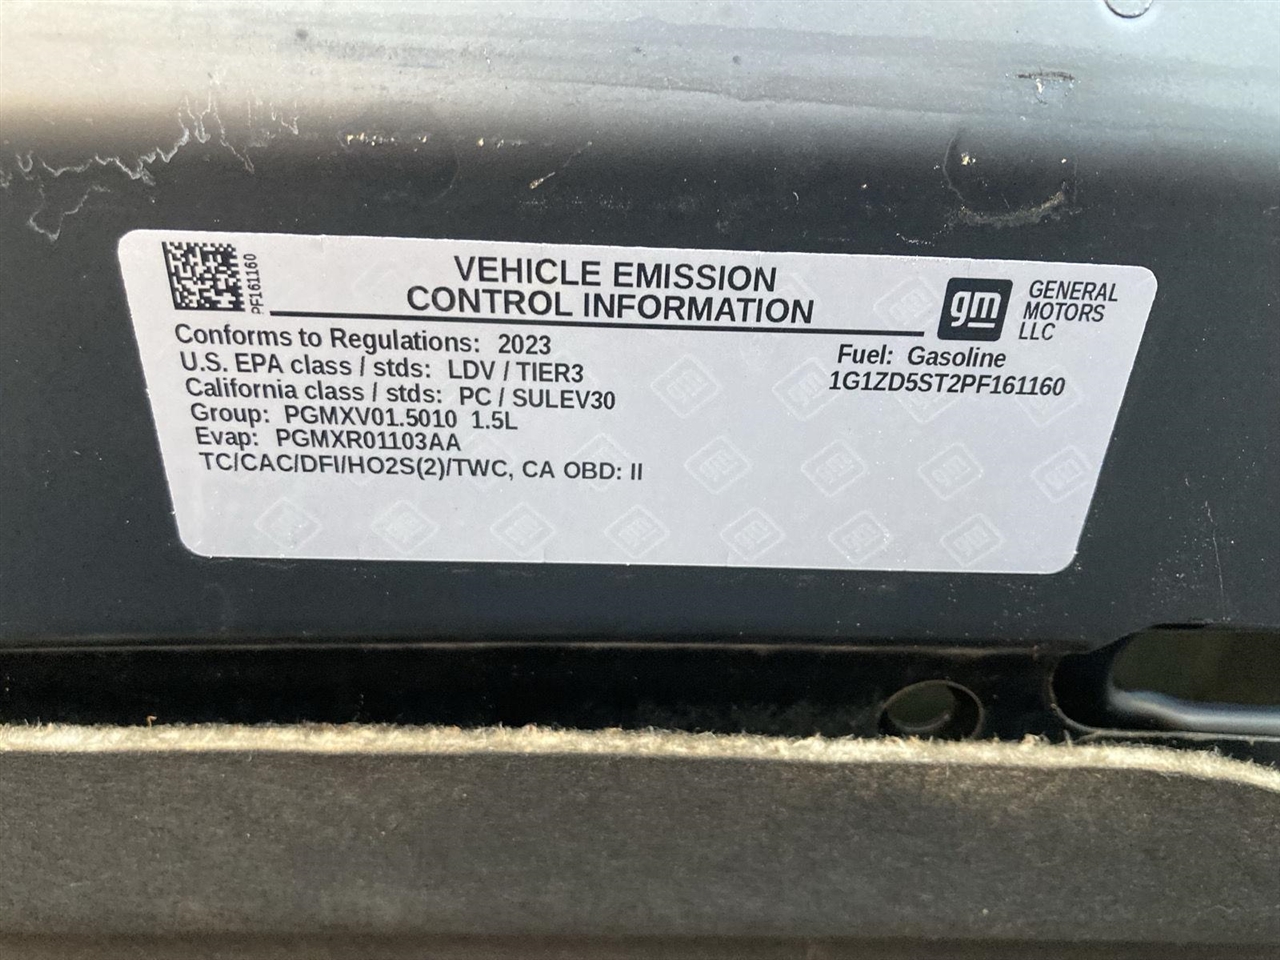 PF161160
VEHICLE EMISSION
CONTROL INFORMATION
gm
GENERAL
MOTORS
LLC
Conforms to Regulations: 2023
U.S. EPA class / stds: LDV / TIER3
California class / stds: PC / SULEV30
Group: PGMXV01.5010 1.5L
Evap: PGMXR01103AA
TC/CAC/DFI/HO2S(2)/TWC, CA OBD: II
Fuel: Gasoline
1G1ZD5ST2PF161160